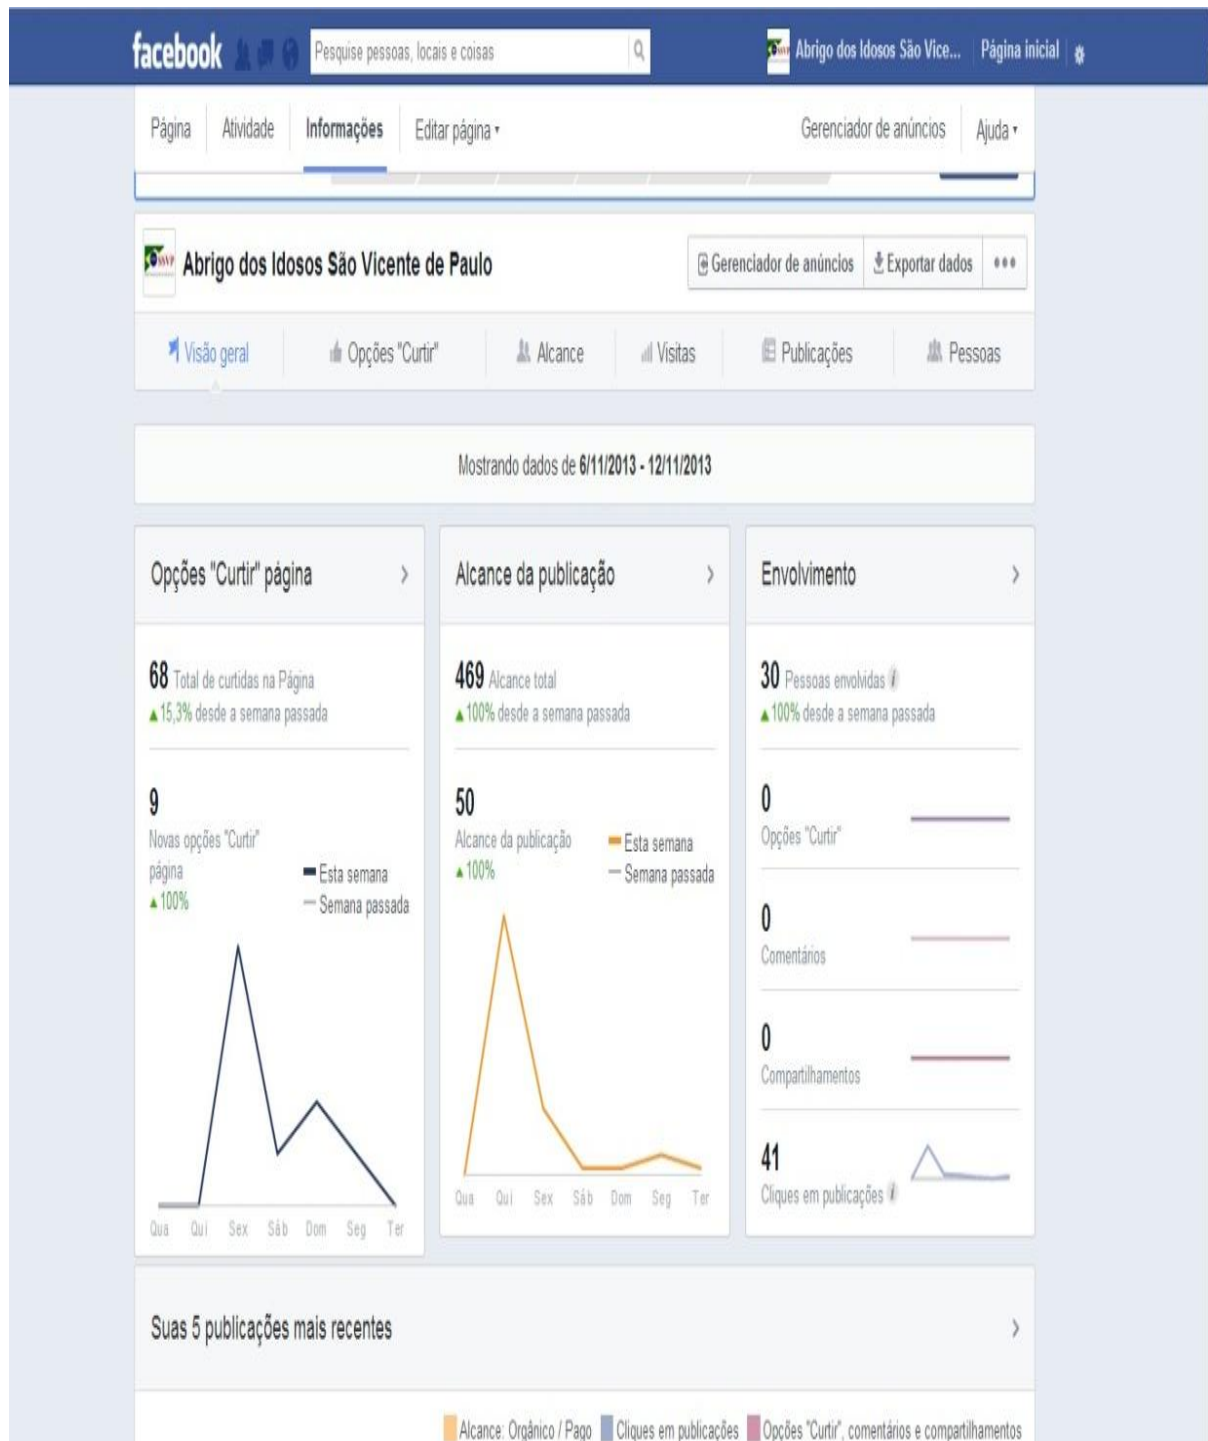 facebook Pesquise pessoas, locais e coisas Abrigo dos Idosos São Vice... Página inicial
Página Atividade Informações Editar página Gerenciador de anúncios Ajuda
SSVP Abrigo dos Idosos São Vicente de Paulo Gerenciador de anúncios Exportar dados
Visão geral Opções "Curtir" Alcance Visitas Publicações Pessoas
Mostrando dados de 6/11/2013 - 12/11/2013
Opções "Curtir" página
68 Total de curtidas na Página
15,3% desde a semana passada
9
Novas opções "Curtir"
página
100%
Esta semana
Semana passada
Qua Qui Sex Sáb Dom Seg Ter
Alcance da publicação
469 Alcance total
100% desde a semana passada
50
Alcance da publicação
100%
Esta semana
Semana passada
Qua Qui Sex Sáb Dom Seg Ter
Envolvimento
30 Pessoas envolvidas i
100% desde a semana passada
0
Opções "Curtir"
0
Comentários
0
Compartilhamentos
41
Cliques em publicações i
Suas 5 publicações mais recentes
Alcance: Orgânico / Pago Cliques em publicações Opções "Curtir", comentários e compartilhamentos